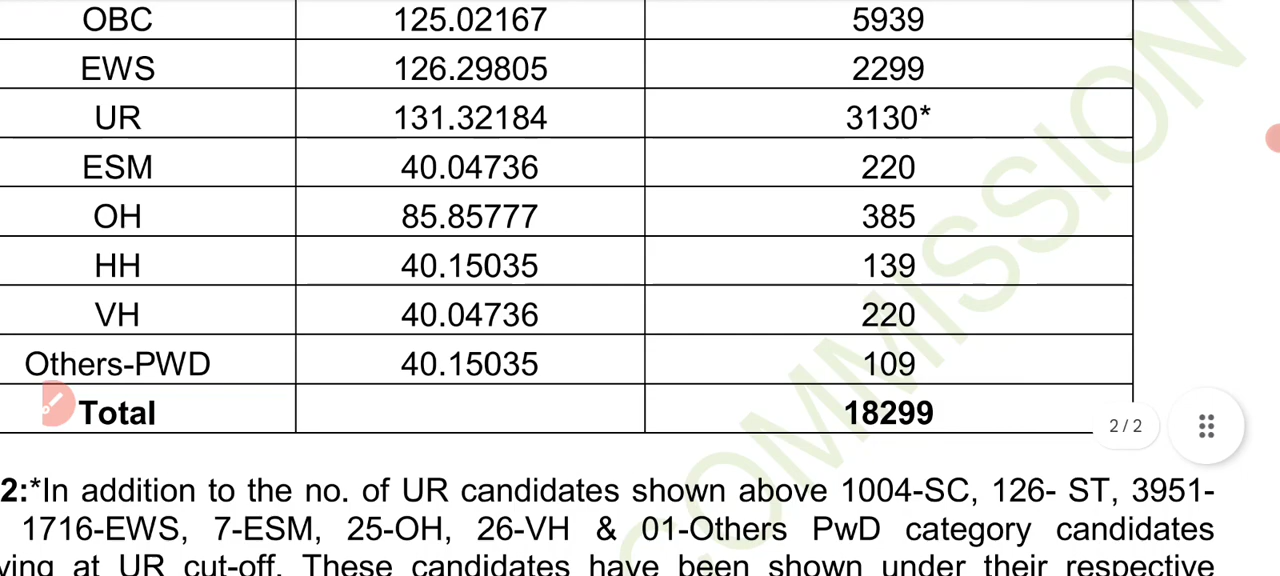 OBC 125.02167 5939
EWS 126.29805 2299
UR 131.32184 3130*
ESM 40.04736 220
OH 85.85777 385
HH 40.15035 139
VH 40.04736 220
Others-PWD 40.15035 109
Total 18299
2/2
2:*In addition to the no. of UR candidates shown above 1004-SC, 126- ST, 3951-
1716-EWS, 7-ESM, 25-OH, 26-VH & 01-Others PwD category candidates
ying at UR cut-off. These candidates have been shown under their respective
COMMISSION